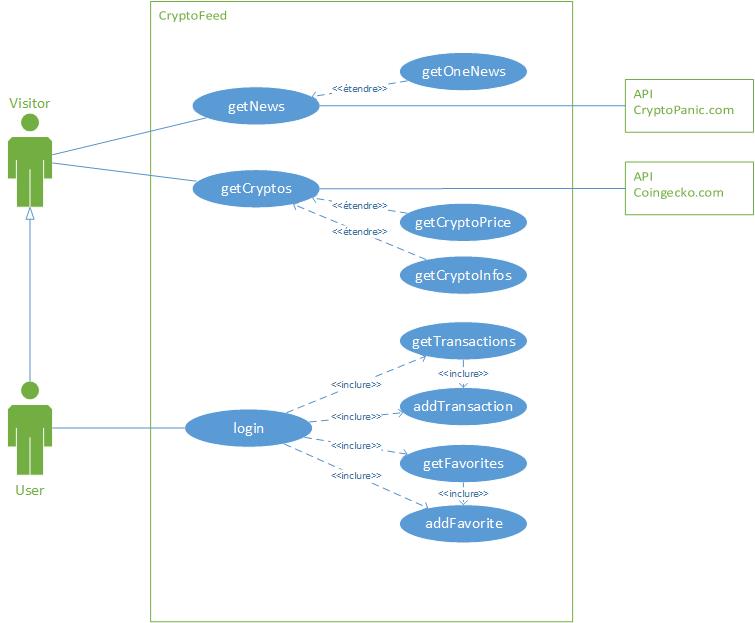 CryptoFeed
getOneNews
<<étendre>>
Visitor
getNews
API
CryptoPanic.com
getCryptos
API
Coingecko.com
<<étendre>>
getCryptoPrice
<<étendre>>
getCryptoInfos
getTransactions
<<inclure>>
<<inclure>>
addTransaction
<<inclure>>
login
<<inclure>>
getFavorites
<<inclure>>
<<inclure>>
User
addFavorite